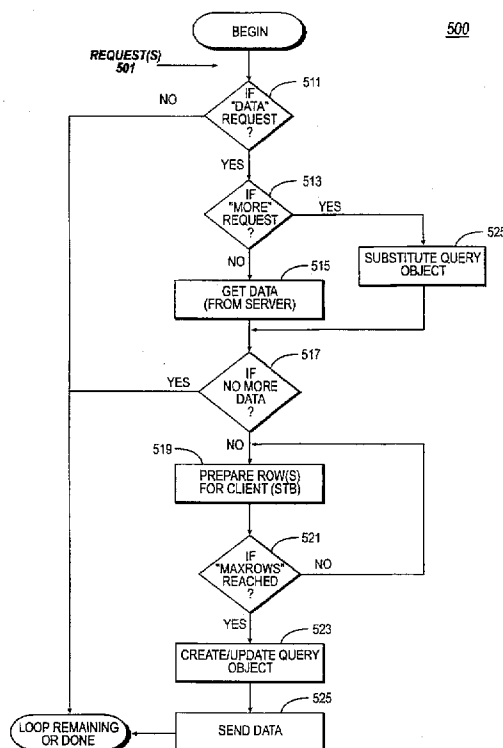 BEGIN
500
REQUEST(S)
501
511
NO
IF
"DATA"
REQUEST
?
YES
513
IF
"MORE"
REQUEST
?
YES
525
SUBSTITUTE QUERY
OBJECT
NO
515
GET DATA
(FROM SERVER)
517
YES
IF
NO MORE
DATA
?
NO
519
PREPARE ROW(S)
FOR CLIENT (STB)
521
IF
"MAXROWS"
REACHED
?
NO
YES
523
CREATE/UPDATE QUERY
OBJECT
525
LOOP REMAINING
OR DONE
SEND DATA